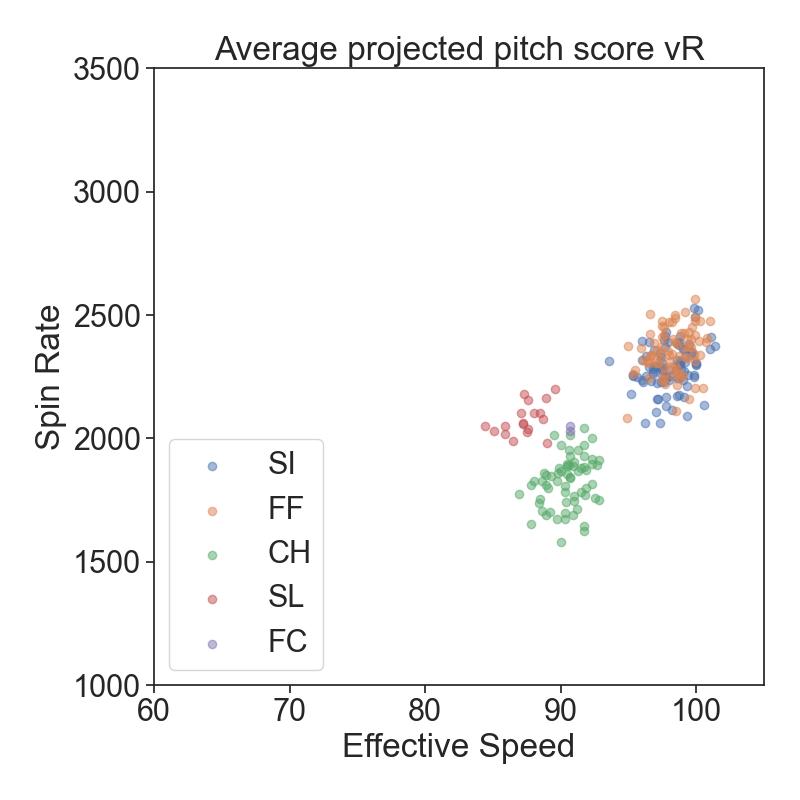 Average projected pitch score vR
3500
3000
2500
2000
1500
1000
Spin Rate
SI
FF
CH
SL
FC
60
70
80
90
100
Effective Speed